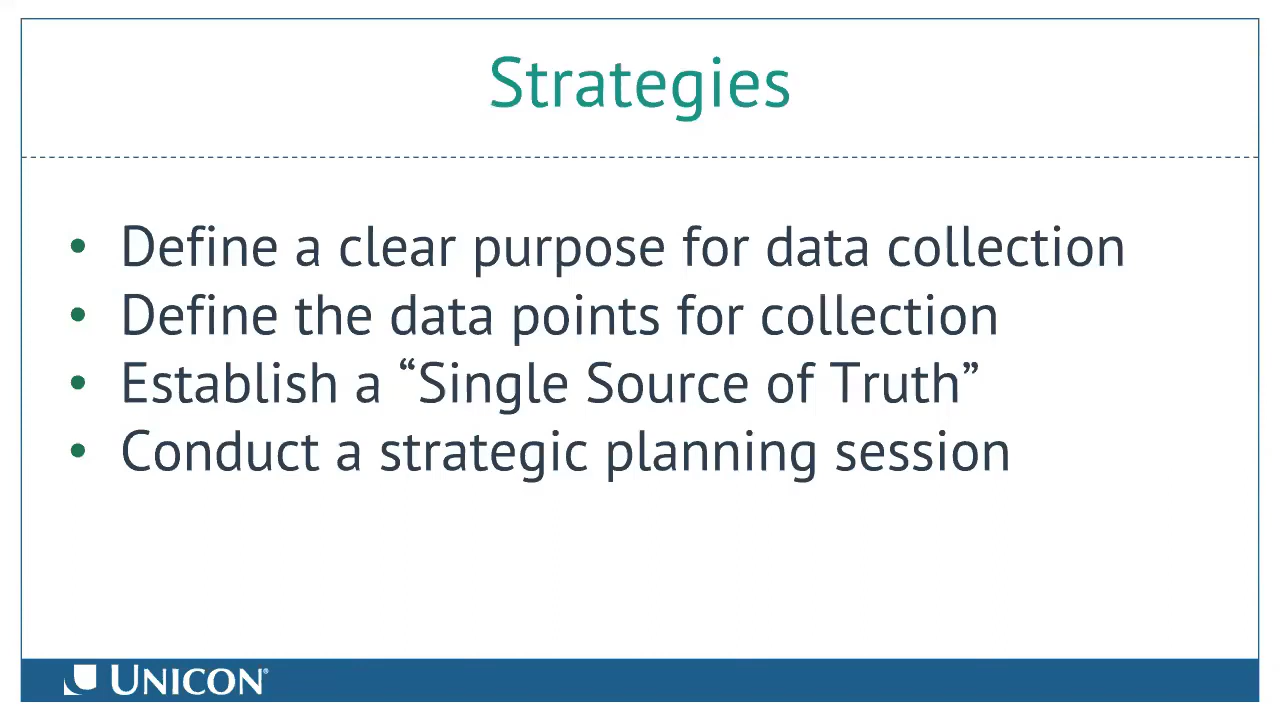 Strategies
• Define a clear purpose for data collection
• Define the data points for collection
• Establish a “Single Source of Truth”
• Conduct a strategic planning session
UNICON®